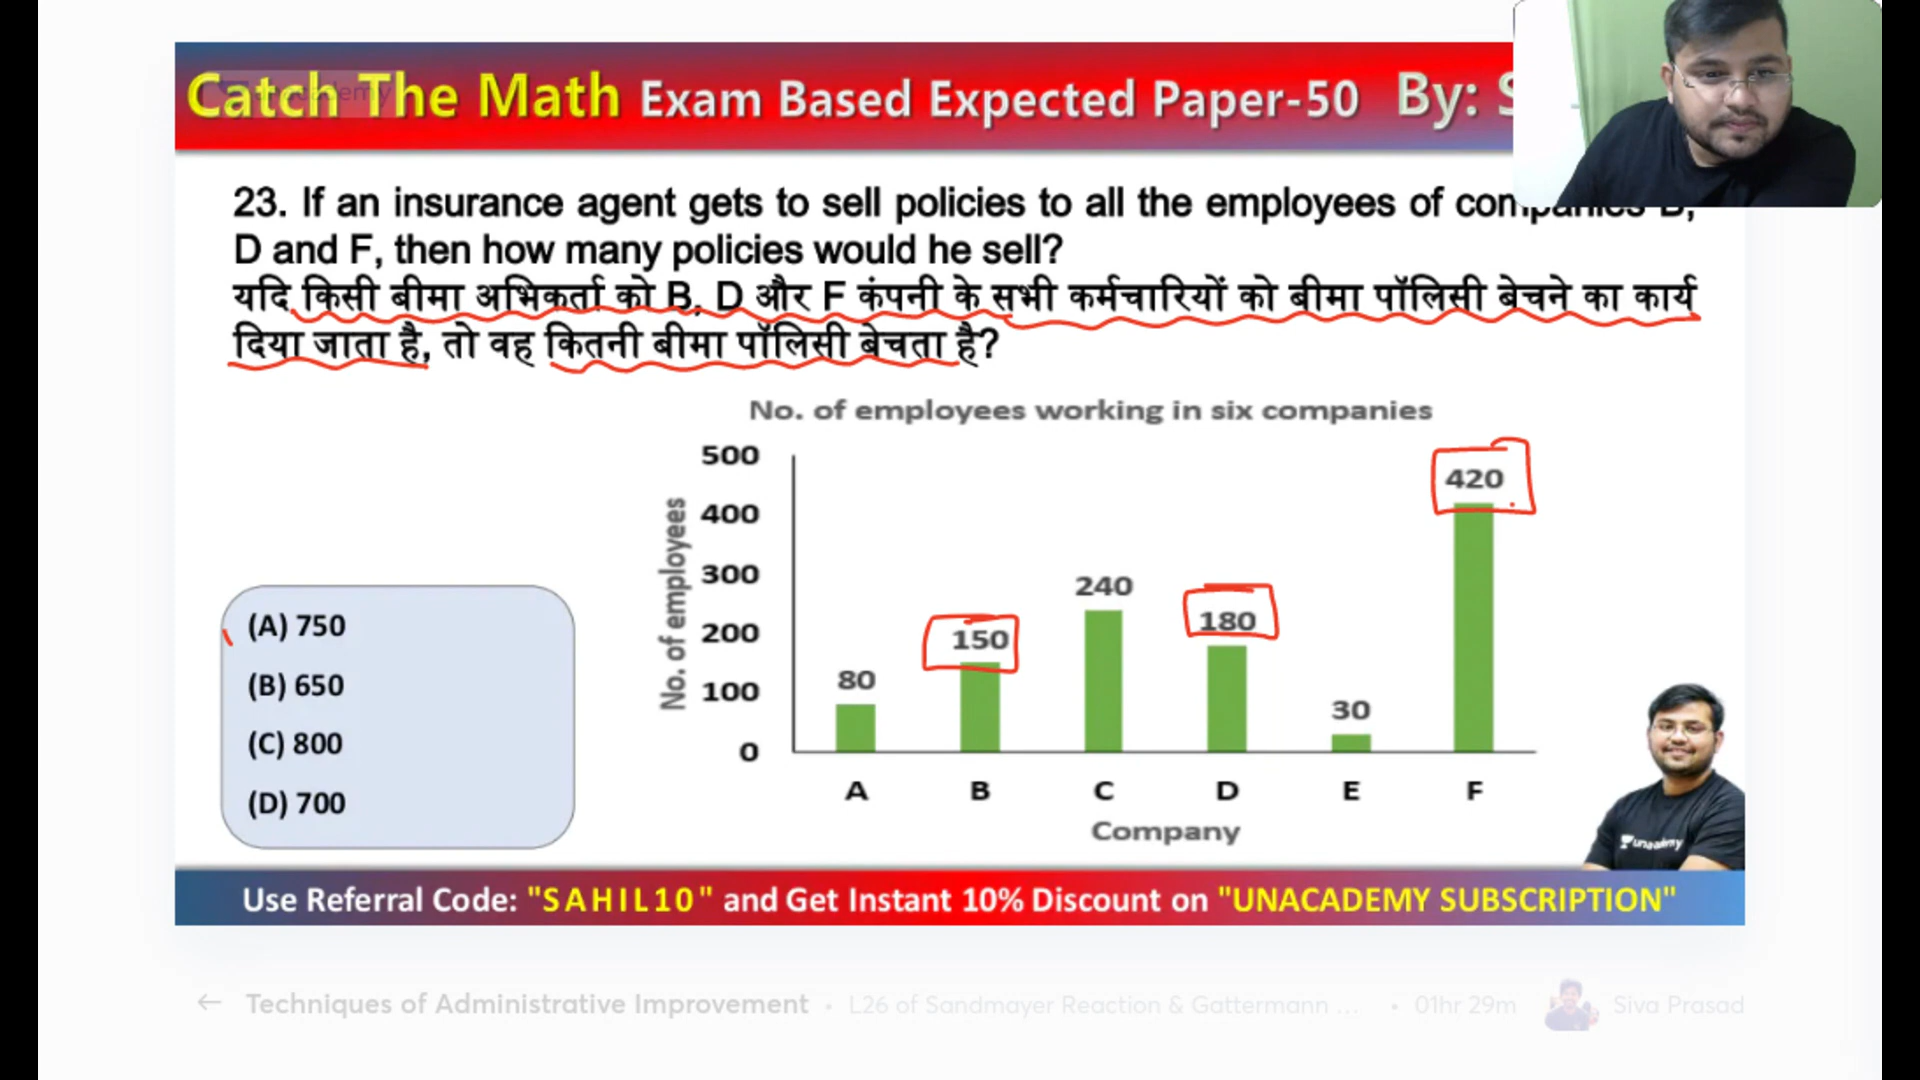 Catch The Math Exam Based Expected Paper-50 By: S
23. If an insurance agent gets to sell policies to all the employees of companies B,
D and F, then how many policies would he sell?
यदि किसी बीमा अभिकर्ता को B, D और F कंपनी के सभी कर्मचारियों को बीमा पॉलिसी बेचने का कार्य
दिया जाता है, तो वह कितनी बीमा पॉलिसी बेचता है?
No. of employees working in six companies
500
400
300
200
100
0
No. of employees
80
150
240
180
30
420
A B C D E F
Company
(A) 750
(B) 650
(C) 800
(D) 700
unacademy
Use Referral Code: "SAHIL10" and Get Instant 10% Discount on "UNACADEMY SUBSCRIPTION"
← Techniques of Administrative Improvement • L26 of Sandmayer Reaction & Gattermann ... • 01hr 29m Siva Prasad